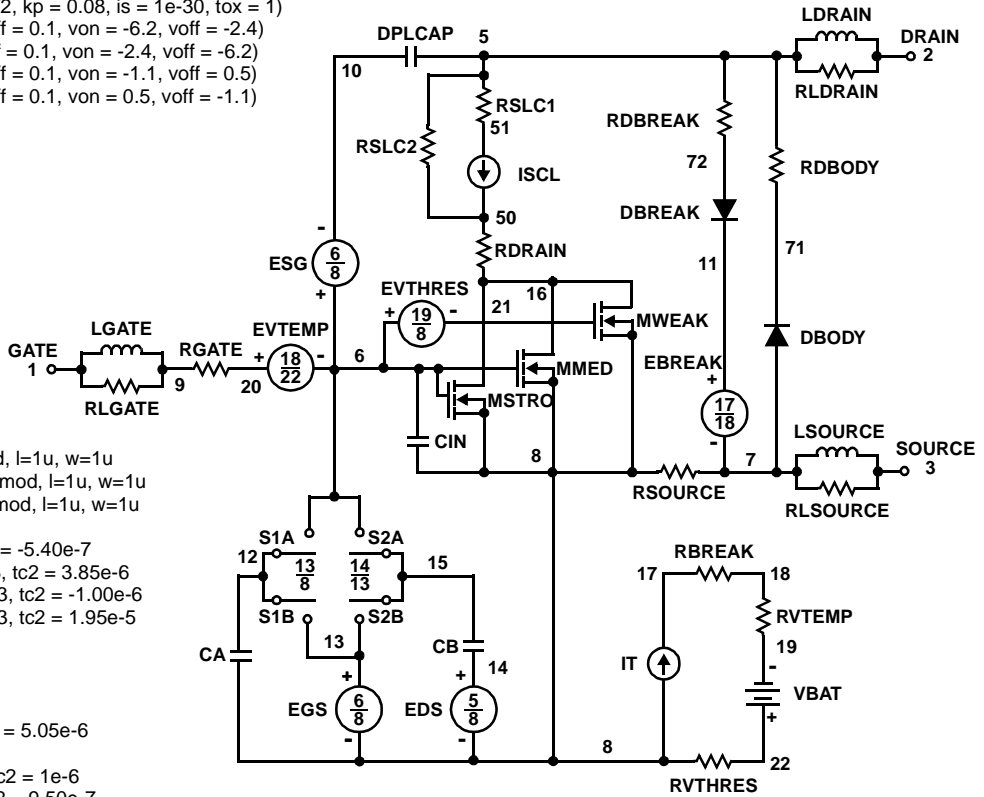 2, kp = 0.08, is = 1e-30, tox = 1)
ff = 0.1, von = -6.2, voff = -2.4)
f = 0.1, von = -2.4, voff = -6.2)
ff = 0.1, von = -1.1, voff = 0.5)
ff = 0.1, von = 0.5, voff = -1.1)
DPLCAP
5
10
LDRAIN
DRAIN
2
RLDRAIN
RSLC1
51
RSLC2
ISCL
RDBREAK
72
RDBODY
DBREAK
50
RDRAIN
71
11
ESG
6
8
-
+
EVTHRES
+
19
8
-
21
16
MWEAK
LGATE
GATE
1
RLGATE
9
RGATE
20
EVTEMP
+
18
22
-
6
MMED
MSTRO
DBODY
EBREAK
+
17
18
-
CIN
8
RSOURCE
7
LSOURCE
SOURCE
3
RLSOURCE
d, l=1u, w=1u
mod, l=1u, w=1u
mod, l=1u, w=1u
= -5.40e-7
, tc2 = 3.85e-6
3, tc2 = -1.00e-6
3, tc2 = 1.95e-5
= 5.05e-6
c2 = 1e-6
S1A
S2A
12
13
8
14
13
15
S1B
S2B
13
CA
CB
14
+
EGS
6
8
-
+
EDS
5
8
-
8
RBREAK
17
18
RVTEMP
19
IT
-
VBAT
+
22
RVTHRES